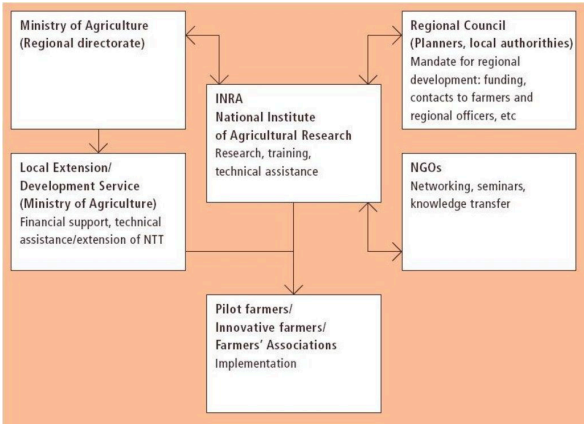 Ministry of Agriculture
(Regional directorate)
Regional Council
(Planners, local authorithies)
Mandate for regional
development: funding,
contacts to farmers and
regional officers, etc
INRA
National Institute
of Agricultural Research
Research, training,
technical assistance
Local Extension/
Development Service
(Ministry of Agriculture)
Financial support, technical
assistance/extension of NTT
NGOs
Networking, seminars,
knowledge transfer
Pilot farmers/
Innovative farmers/
Farmers' Associations
Implementation